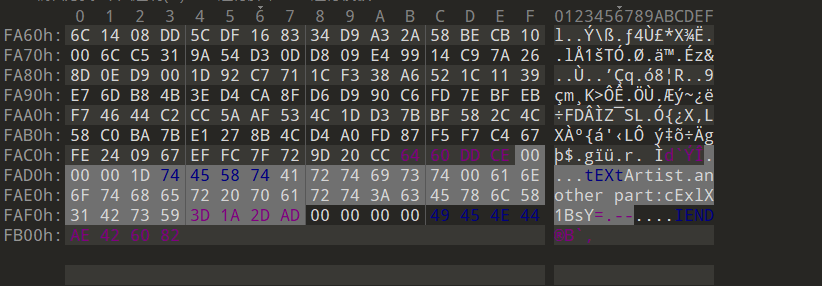 0 1 2 3 4 5 6 7 8 9 A B C D E F 0123456789ABCDEF
FA60h: 6C 14 08 DD 5C DF 16 83 34 D9 A3 2A 58 BE CB 10 l..Ý\ß.ƒ4Ù£*X¾Ë.
FA70h: 00 6C C5 31 9A 54 D3 0D D8 09 E4 99 14 C9 7A 26 .lÅ1šTÓ.Ø.ä™.Éz&
FA80h: 8D 0E D9 00 1D 92 C7 71 1C F3 38 A6 52 1C 11 39 ..Ù..’Çq.ó8¦R..9
FA90h: E7 6D B8 4B 3E D4 CA 8F D6 D9 90 C6 FD 7E BF EB çm¸K>ÔÊ.ÖÙ.Æý~¿ë
FAA0h: F7 46 44 C2 CC 5A AF 53 4C 1D D3 7B BF 58 2C 4C ÷FDÂÌZ¯SL.Ó{¿X,L
FAB0h: 58 C0 BA 7B E1 27 8B 4C D4 A0 FD 87 F5 F7 C4 67 XÀº{á'‹LÔ ý‡õ÷Äg
FAC0h: FE 24 09 67 EF FC 7F 72 9D 20 CC 00 þ$.gïü.r. Ì
FAD0h: 00 00 1D 74 45 58 74 41 72 74 69 73 74 00 61 6E ...tEXtArtist.an
FAE0h: 6F 74 68 65 72 20 70 61 72 74 3A 63 45 78 6C 58 other part:cExlX
FAF0h: 31 42 73 59 3D 1A 2D AD 00 00 00 00 49 45 4E 44 1BsY=.--....IEND
FB00h: AE 42 60 82 ®B`‚